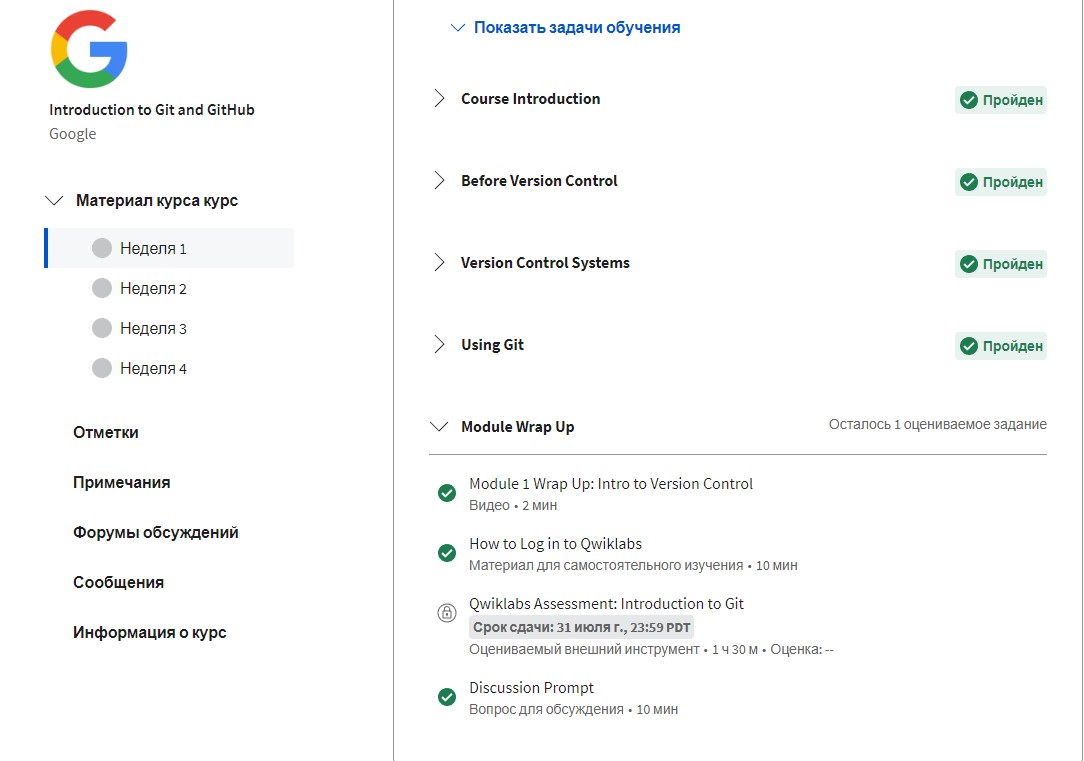 Introduction to Git and GitHub
Google
Материал курса курс
Неделя 1
Неделя 2
Неделя 3
Неделя 4
Отметки
Примечания
Форумы обсуждений
Сообщения
Информация о курс
Показать задачи обучения
Course Introduction
Пройден
Before Version Control
Пройден
Version Control Systems
Пройден
Using Git
Пройден
Module Wrap Up
Осталось 1 оцениваемое задание
Module 1 Wrap Up: Intro to Version Control
Видео • 2 мин
How to Log in to Qwiklabs
Материал для самостоятельного изучения • 10 мин
Qwiklabs Assessment: Introduction to Git
Срок сдачи: 31 июля г., 23:59 PDT
Оцениваемый внешний инструмент • 1 ч 30 м • Оценка: --
Discussion Prompt
Вопрос для обсуждения • 10 мин